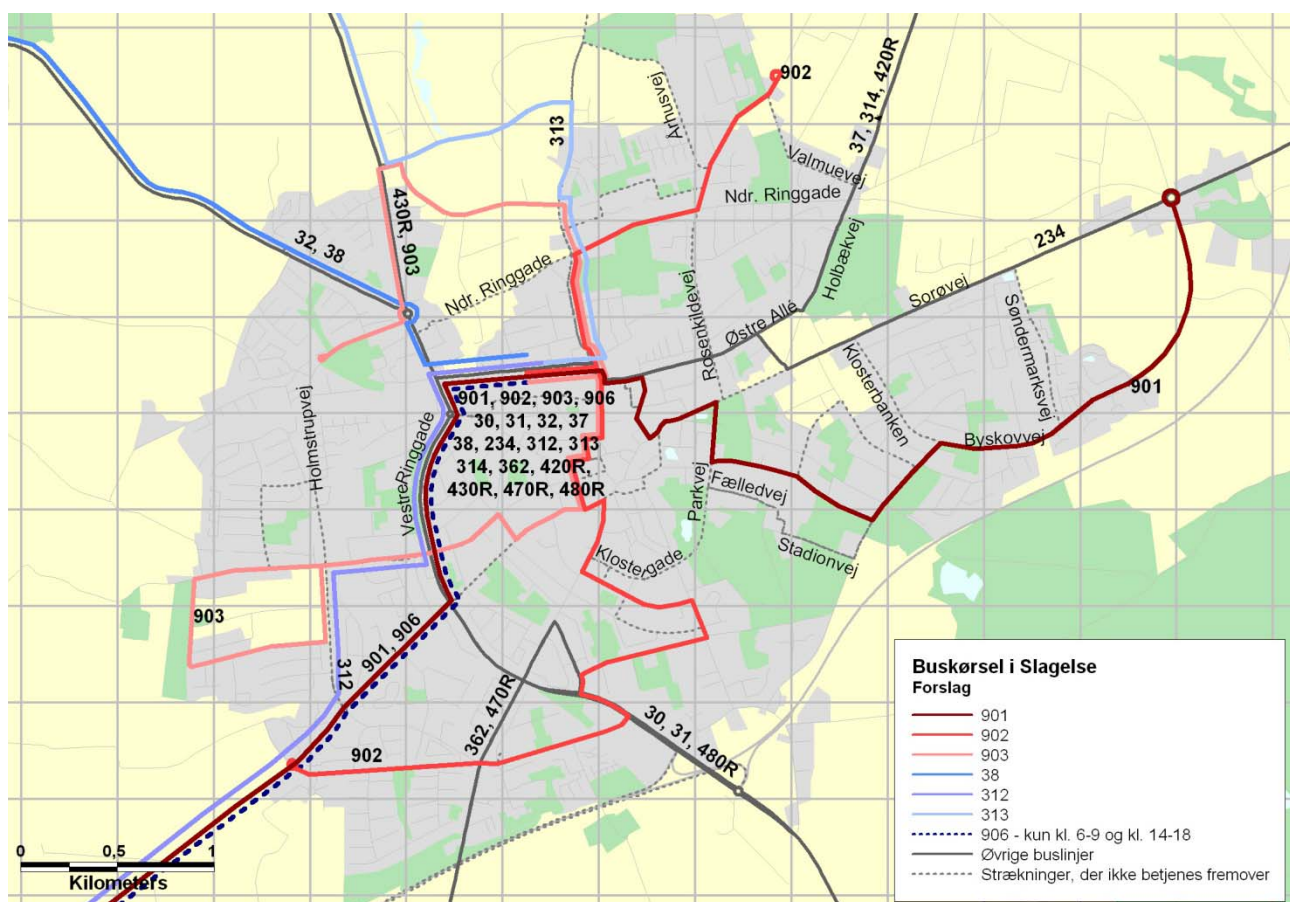 902
Århusvej
37, 314, 420R
313
Valmuevej
Ndr. Ringgade
430R, 903
32, 38
Ndr. Ringgade
Holbækvej
234
Sorøvej
Rosenkildevej
Østre Allé
Søndermarksvej
Klosterbanken
901
Holmstrupvej
Vestre Ringgade
901, 902, 903, 906
30, 31, 32, 37
38, 234, 312, 313
314, 362, 420R,
430R, 470R, 480R
Byskovvej
Parkvej
Fælledvej
Stadionvej
Klostergade
903
901, 906
312
362, 470R
30, 31, 480R
902
0 0,5 1
Kilometers
Buskørsel i Slagelse
Forslag
901
902
903
38
312
313
906 - kun kl. 6-9 og kl. 14-18
Øvrige buslinjer
Strækninger, der ikke betjenes fremover